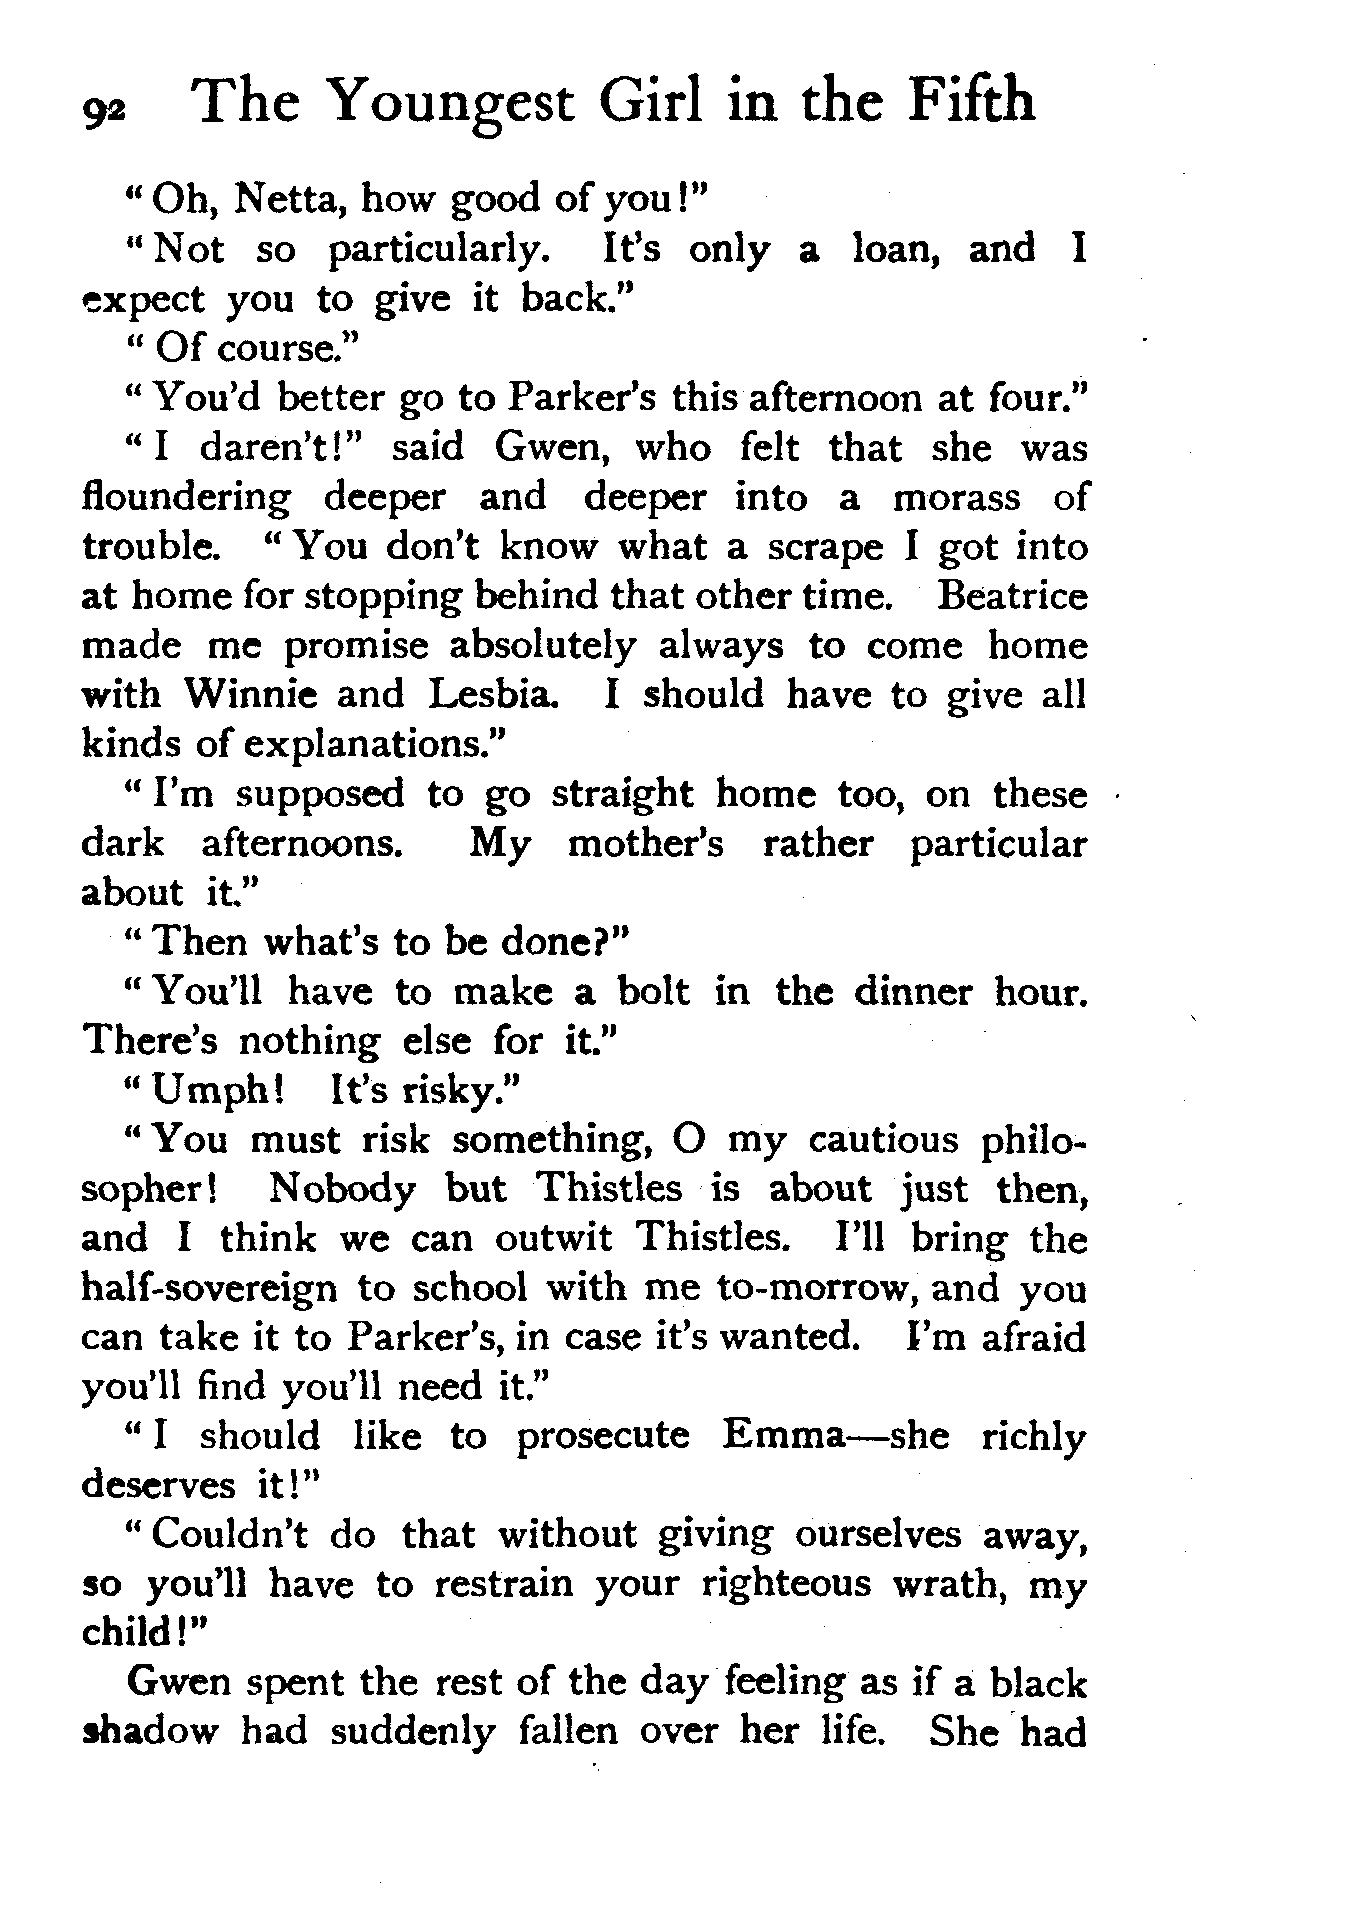 92 The Youngest Girl in the Fifth
“Oh, Netta, how good of you!”
“Not so particularly. It's only a loan, and I
expect you to give it back.”
“Of course.”
“You'd better go to Parker's this afternoon at four.”
“I daren't!” said Gwen, who felt that she was
floundering deeper and deeper into a morass of
trouble. “You don't know what a scrape I got into
at home for stopping behind that other time. Beatrice
made me promise absolutely always to come home
with Winnie and Lesbia. I should have to give all
kinds of explanations.”
“I'm supposed to go straight home too, on these
dark afternoons. My mother's rather particular
about it.”
“Then what's to be done?”
“You'll have to make a bolt in the dinner hour.
There's nothing else for it.”
“Umph! It's risky.”
“You must risk something, O my cautious philo-
sopher! Nobody but Thistles is about just then,
and I think we can outwit Thistles. I'll bring the
half-sovereign to school with me to-morrow, and you
can take it to Parker's, in case it's wanted. I'm afraid
you'll find you'll need it.”
“I should like to prosecute Emma—she richly
deserves it!”
“Couldn't do that without giving ourselves away,
so you'll have to restrain your righteous wrath, my
child!”
Gwen spent the rest of the day feeling as if a black
shadow had suddenly fallen over her life. She had